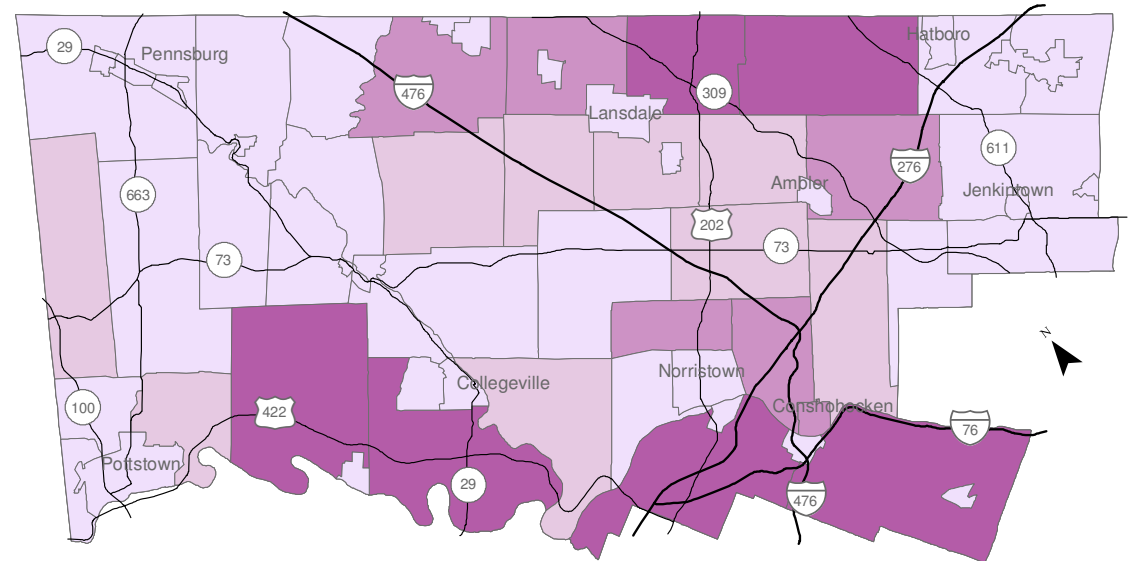 29
Pennsburg
Hatboro
476
309
Lansdale
276
611
663
Ambler
Jenkintown
202
73
73
N
Norristown
Collegeville
100
422
Conshohocken
76
Pottstown
29
476